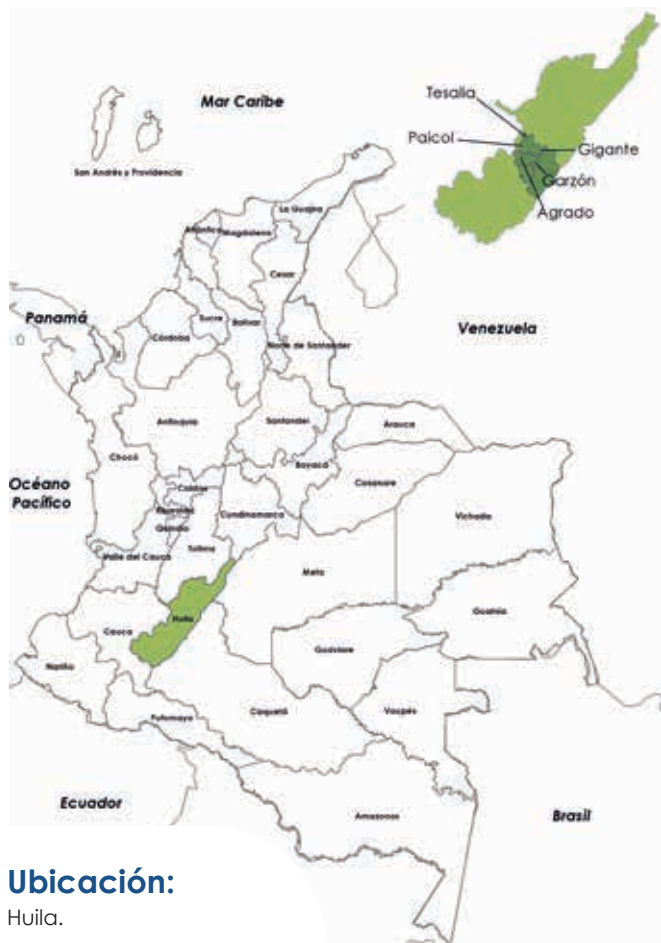 Mar Caribe
San Andrés y Providencia
Tesalia
Paicol
Gigante
Garzón
Agrado
La Guajira
Atlántico
Magdalena
Cesar
Panamá
Sucre
Bolívar
Venezuela
Córdoba
Norte de Santander
Antioquia
Santander
Arauca
Chocó
Boyacá
Océano
Pacífico
Caldas
Casanare
Risaralda
Cundinamarca
Vichada
Quindío
Tolima
Valle del Cauca
Meta
Guainía
Huila
Cauca
Guaviare
Nariño
Caquetá
Vaupés
Putumayo
Ecuador
Amazonas
Brasil
Ubicación:
Huila.